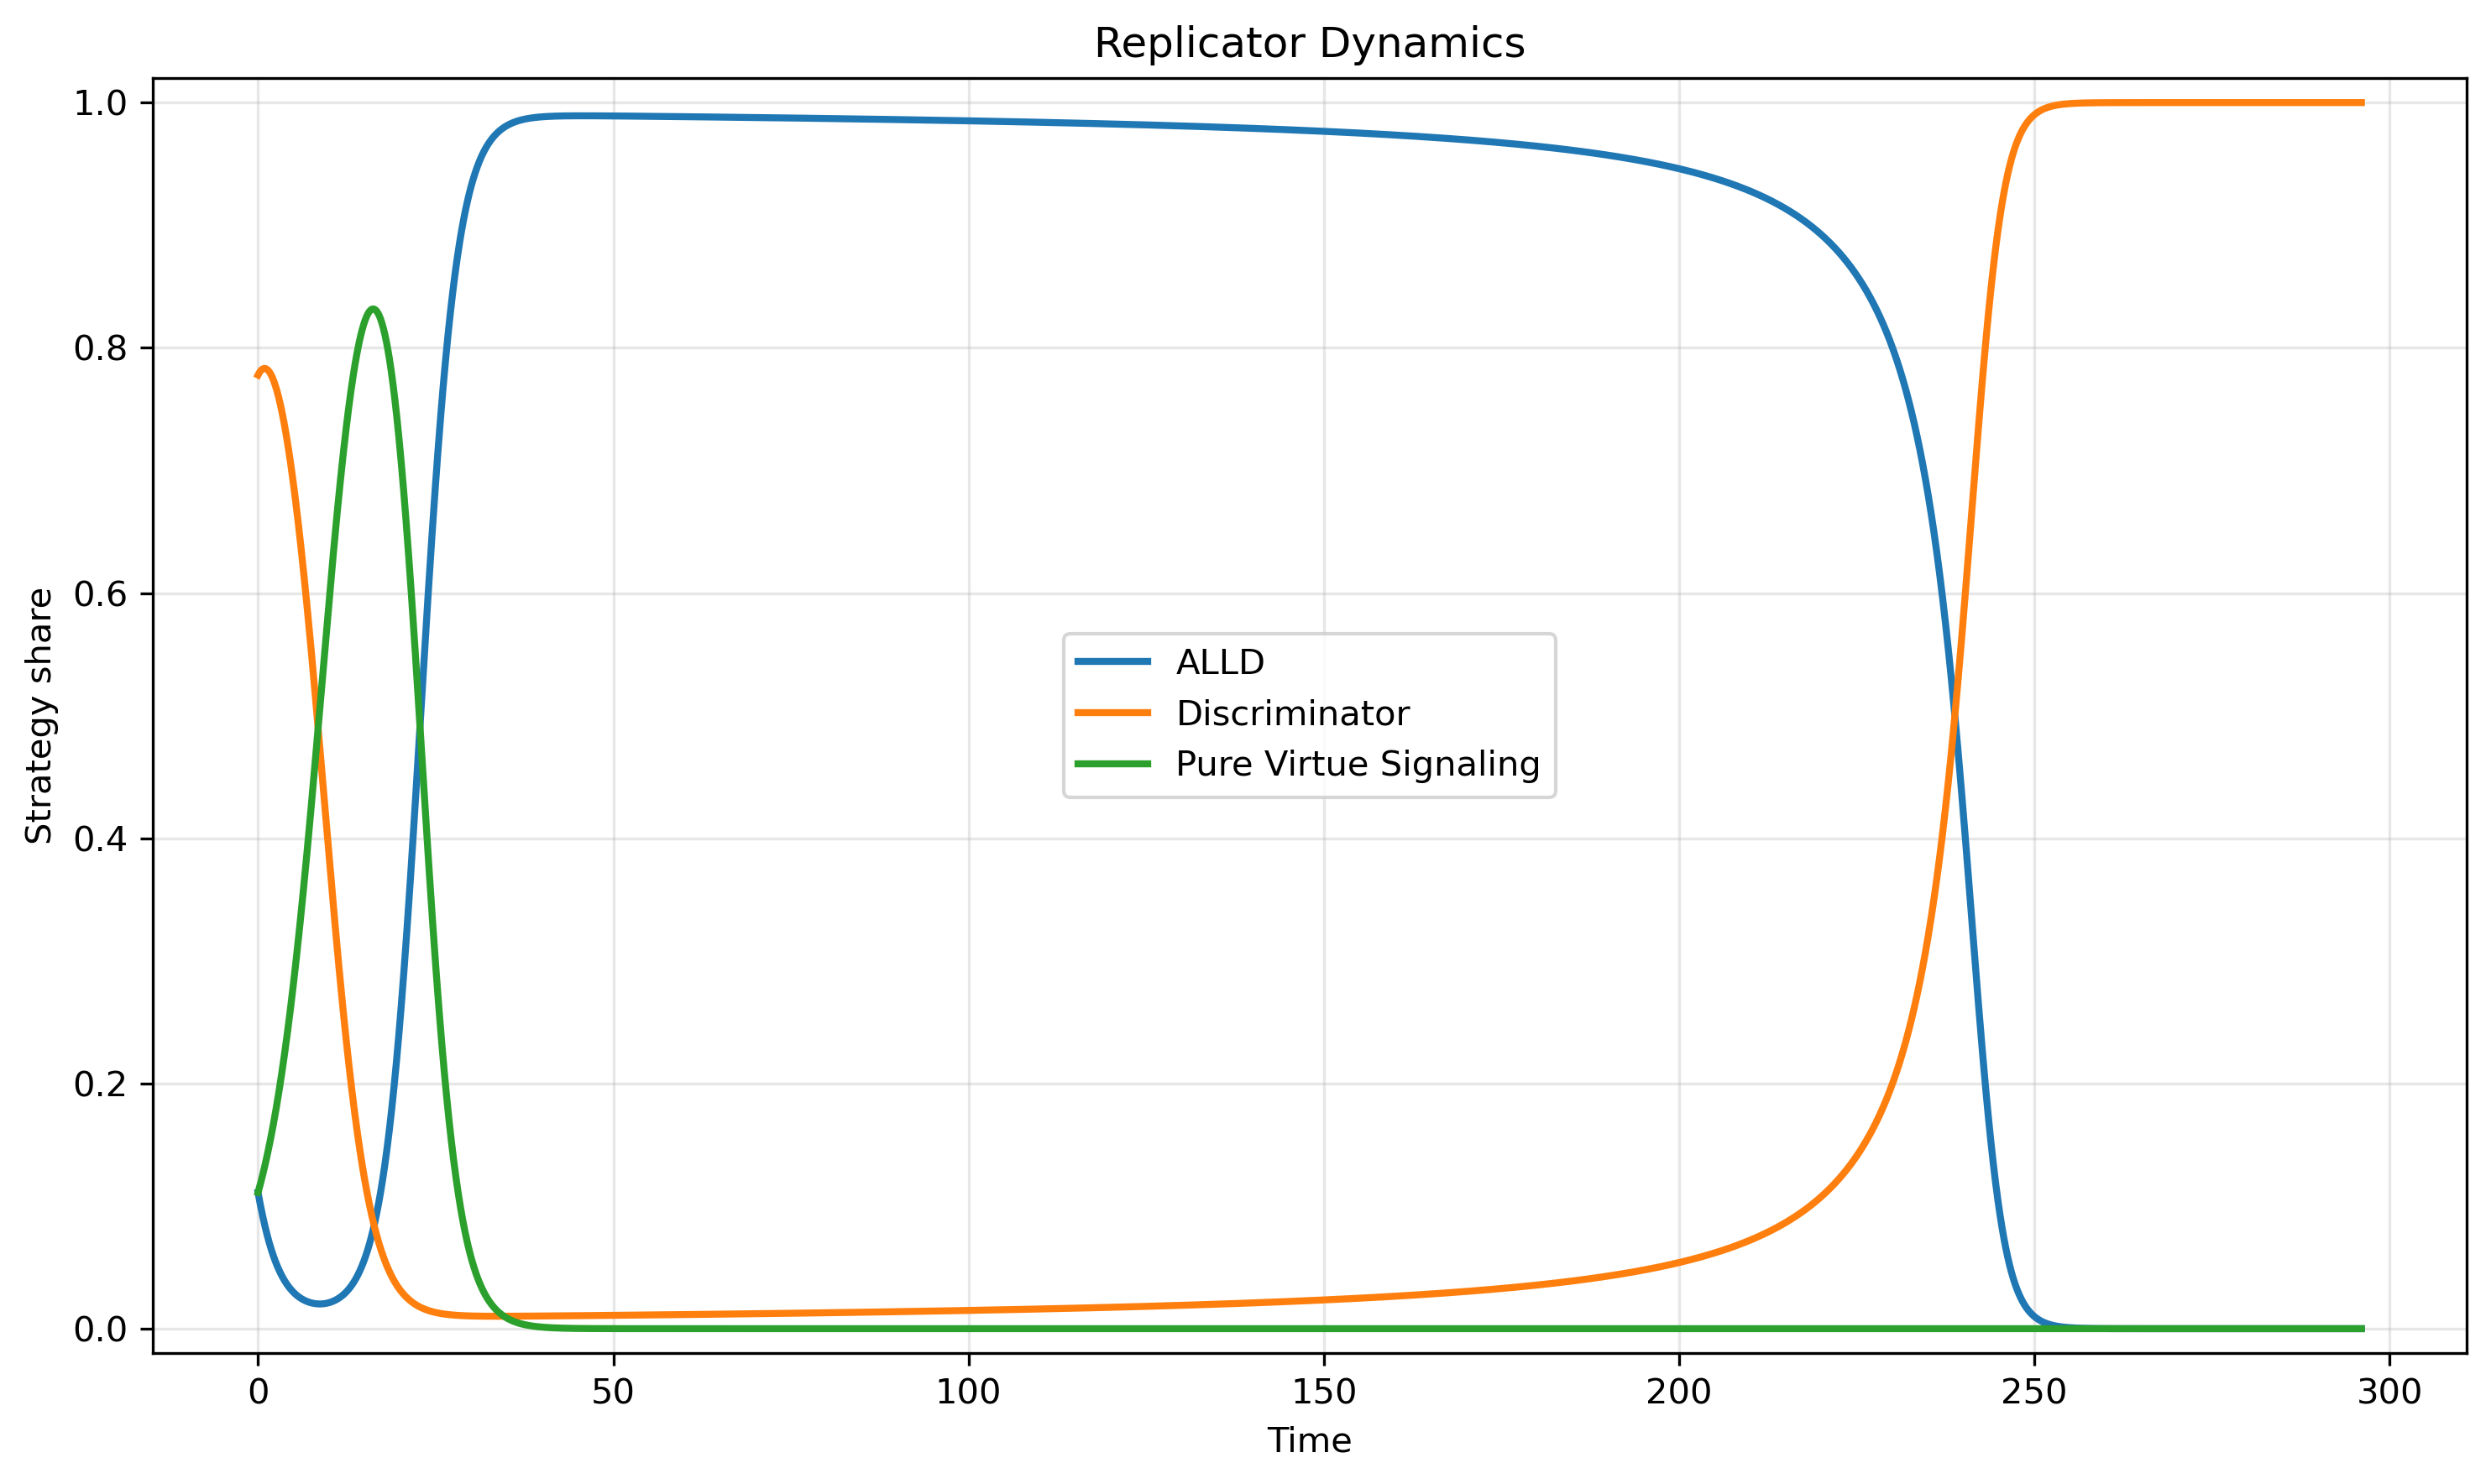 Replicator Dynamics
1.0
0.8
0.6
0.4
0.2
0.0
Strategy share
ALLD
Discriminator
Pure Virtue Signaling
0 50 100 150 200 250 300
Time